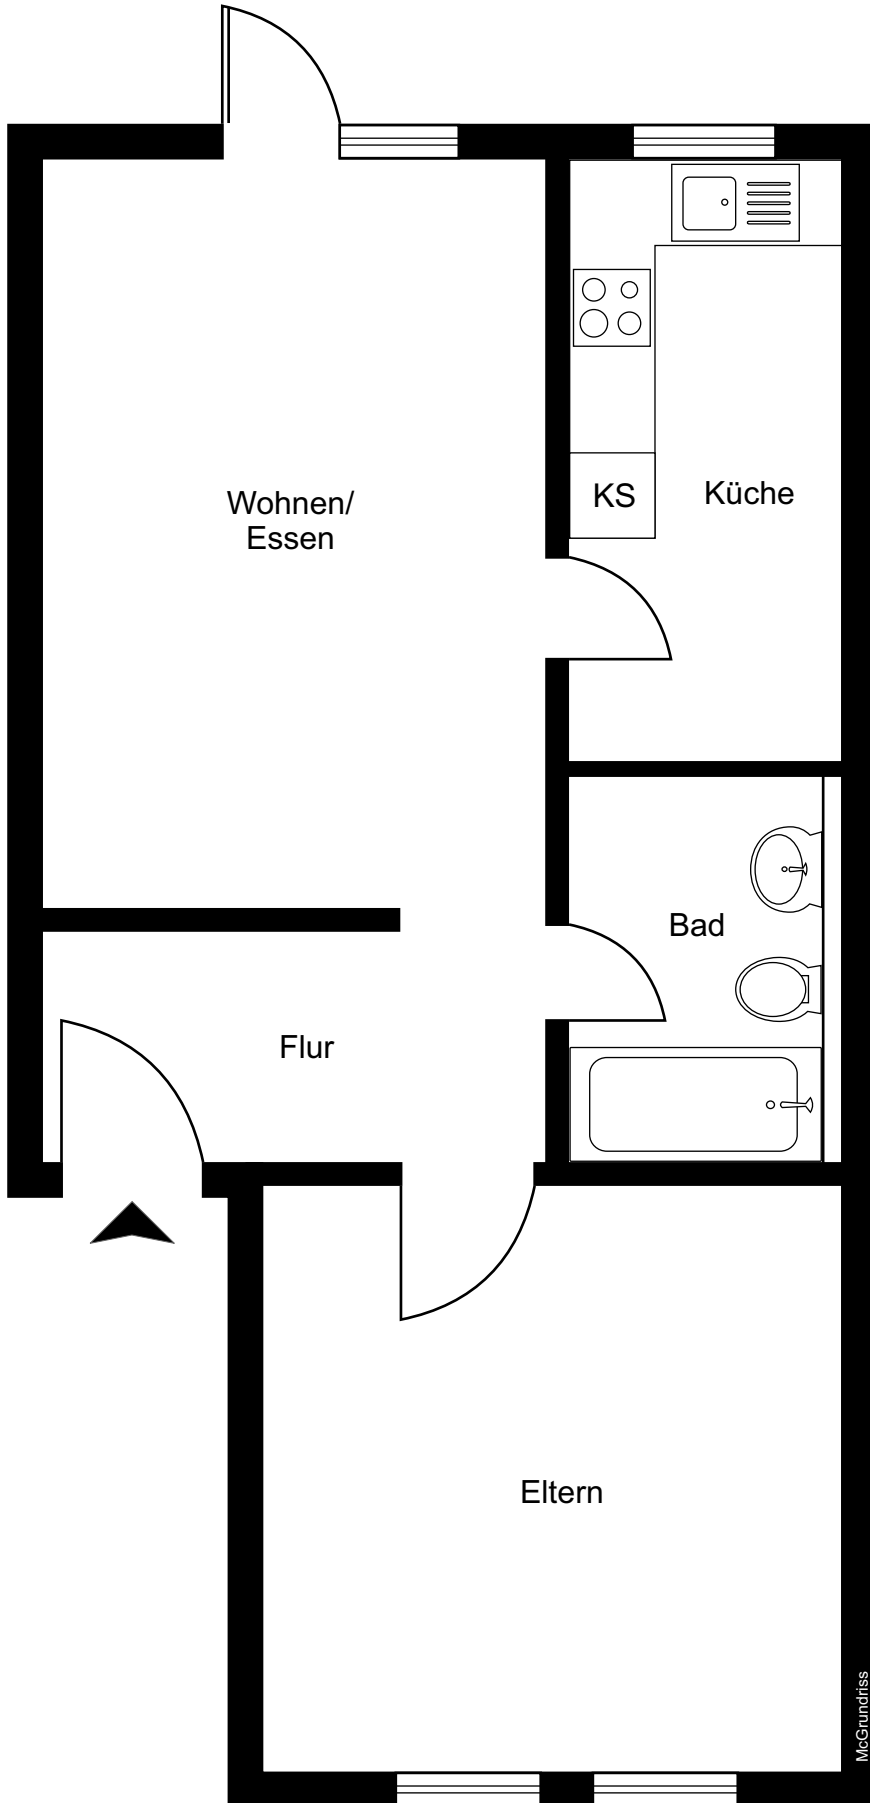 Wohnen/
Essen
KS
Küche
Bad
Flur
Eltern
McGrundriss